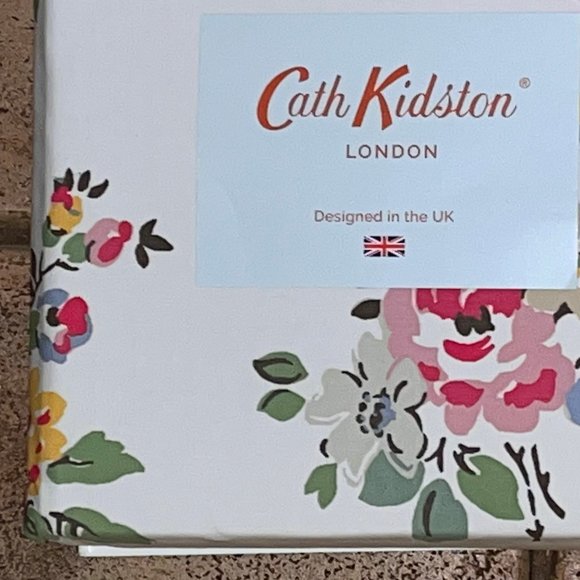 Cath Kidston®
LONDON
Designed in the UK